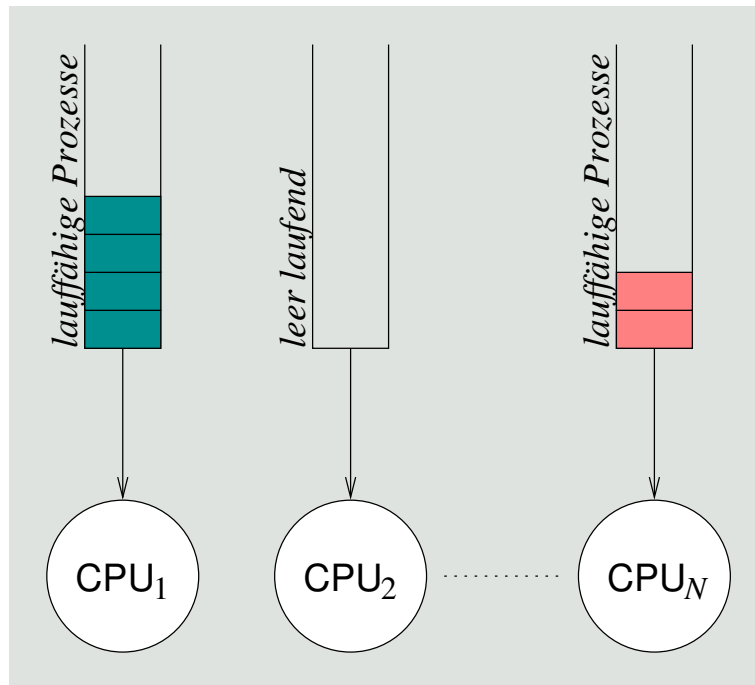 lauffähige Prozesse
leer laufend
lauffähige Prozesse
CPU1
CPU2
CPUN